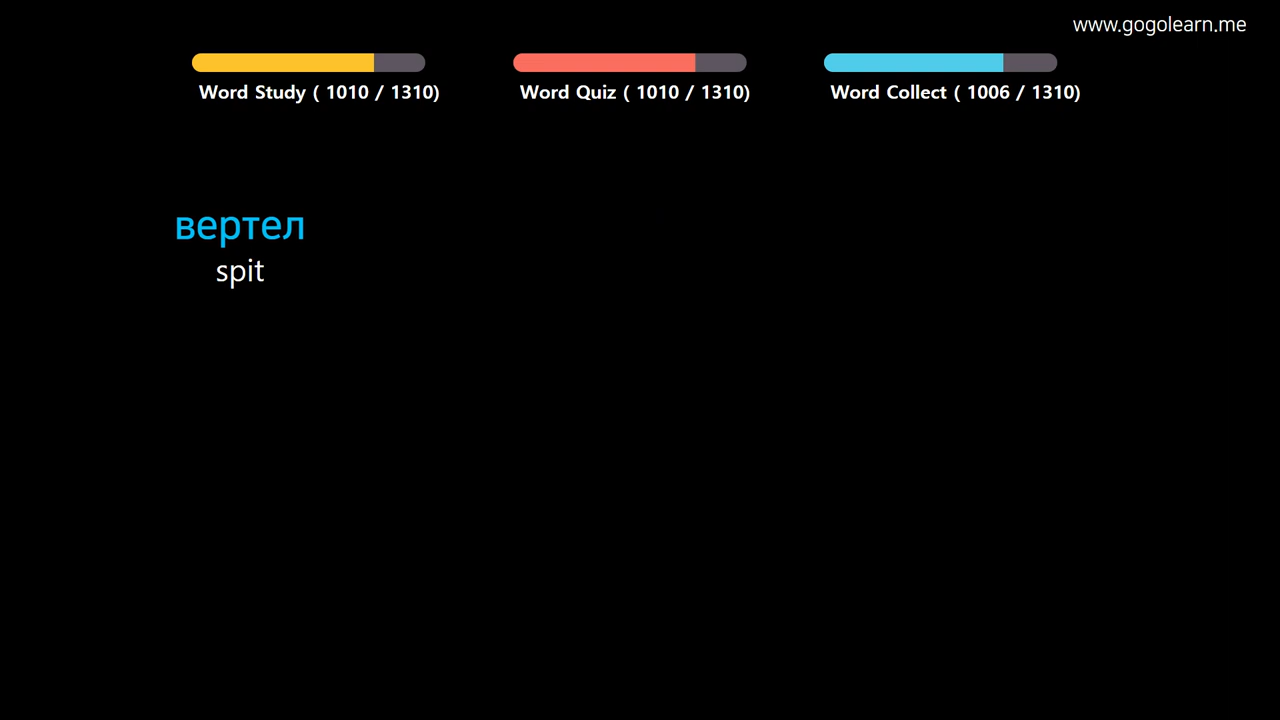 www.gogolearn.me
Word Study ( 1010 / 1310)
Word Quiz ( 1010 / 1310)
Word Collect ( 1006 / 1310)
вертел
spit